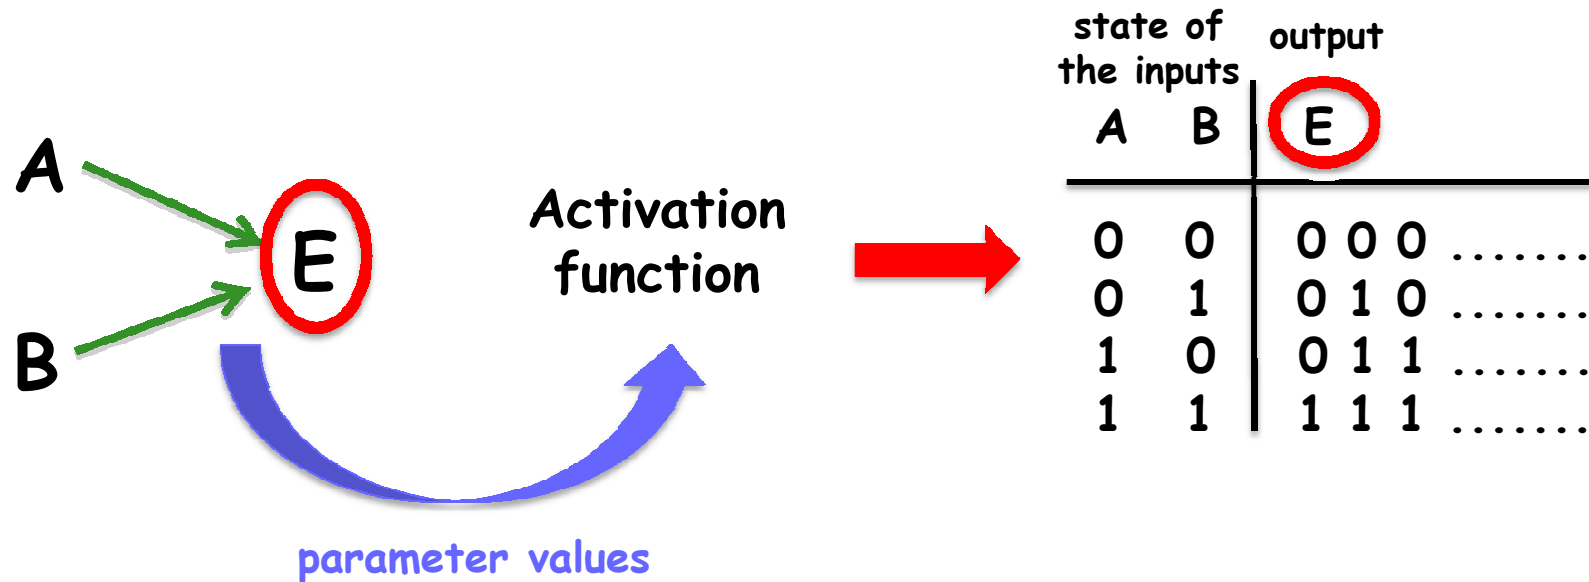 A
B
E
Activation
function
parameter values
state of
the inputs
output
A B E
0 0 0 0 0 .......
0 1 0 1 0 .......
1 0 0 1 1 .......
1 1 1 1 1 .......